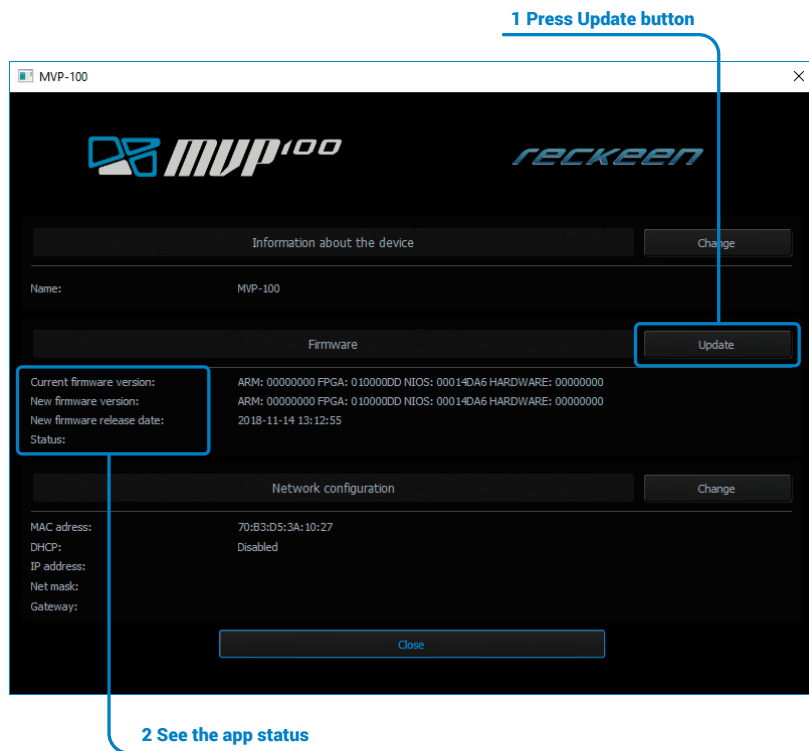 1 Press Update button
MVP-100
MVP100
reckeen
Information about the device
Change
Name:
MVP-100
Firmware
Update
Current firmware version:
ARM: 00000000 FPGA: 010000DD NIOS: 00014DA6 HARDWARE: 00000000
New firmware version:
ARM: 00000000 FPGA: 010000DD NIOS: 00014DA6 HARDWARE: 00000000
New firmware release date:
2018-11-14 13:12:55
Status:
Network configuration
Change
MAC adress:
70:B3:D5:3A:10:27
DHCP:
Disabled
IP address:
Net mask:
Gateway:
Close
2 See the app status